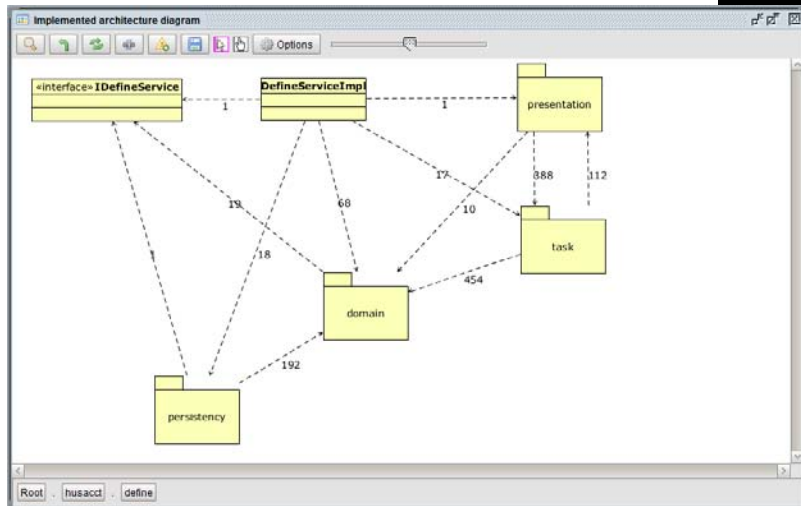 Implemented architecture diagram
Options
«interface» IDefineService
DefineServiceImpl
presentation
1
1
17
388
112
19
68
10
task
1
18
454
domain
192
persistency
Root . husacct . define